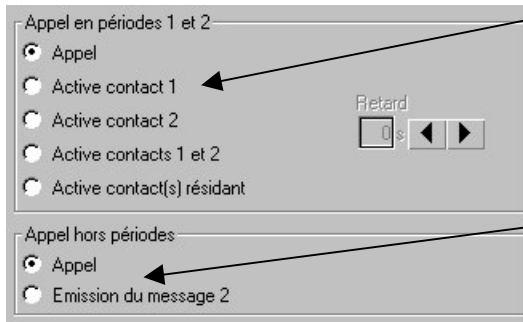 Appel en périodes 1 et 2
Appel
Active contact 1
Active contact 2
Active contacts 1 et 2
Active contact(s) résidant
Retard
0 s
Appel hors périodes
Appel
Emission du message 2